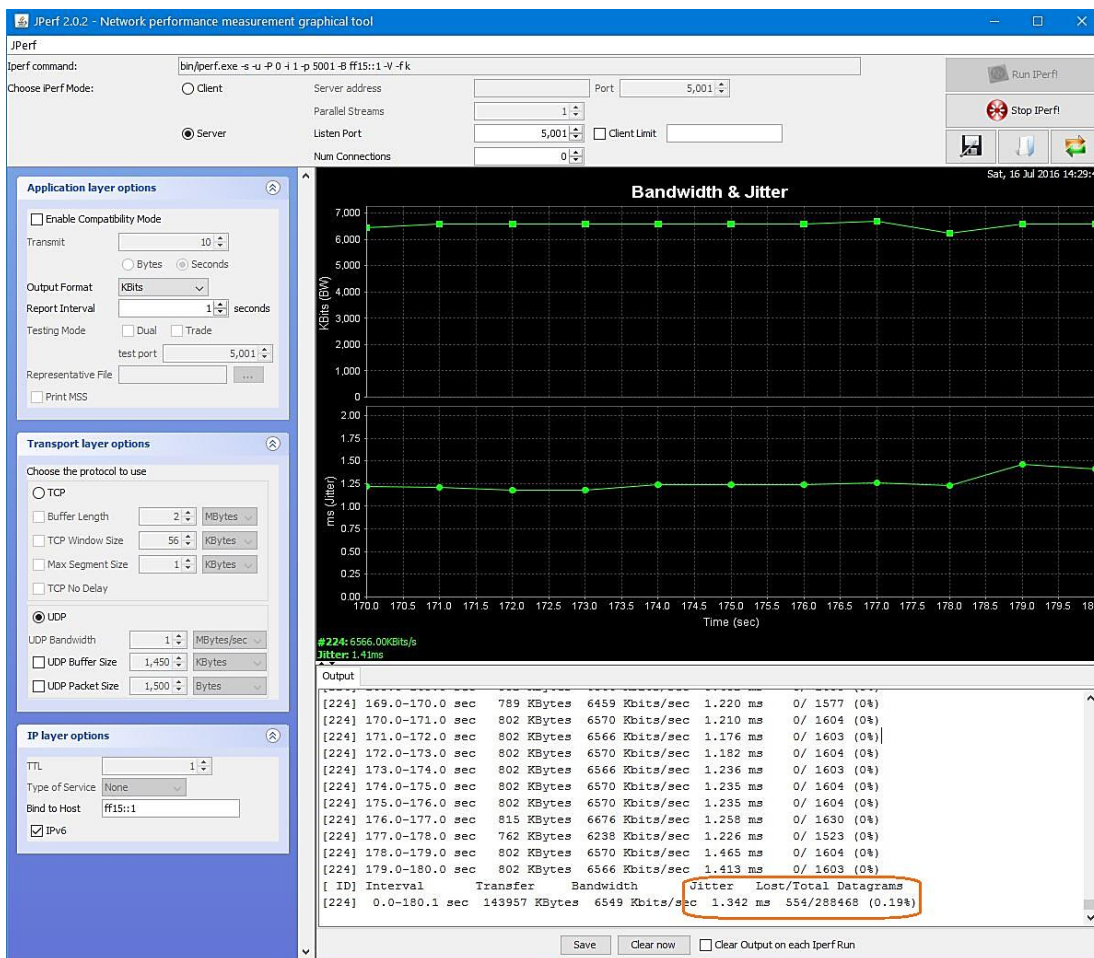 JPerf 2.0.2 - Network performance measurement graphical tool
JPerf
Iperf command:
bin/iperf.exe -s -u -P 0 -i 1 -p 5001 -B ff15::1 -V -f k
Choose iPerf Mode:
Client
Server address
Port
5,001
Parallel Streams
1
Server
Listen Port
5,001
Client Limit
Num Connections
0
Run IPerf!
Stop IPerf!
Application layer options
Enable Compatibility Mode
Transmit
10
Bytes
Seconds
Output Format
KBits
Report Interval
1 seconds
Testing Mode
Dual
Trade
test port
5,001
Representative File
...
Print MSS
Transport layer options
Choose the protocol to use
TCP
Buffer Length
2 MBytes
TCP Window Size
56 KBytes
Max Segment Size
1 KBytes
TCP No Delay
UDP
UDP Bandwidth
1 MBytes/sec
UDP Buffer Size
1,450 KBytes
UDP Packet Size
1,500 Bytes
IP layer options
TTL
1
Type of Service
None
Bind to Host
ff15::1
IPv6
Sat, 16 Jul 2016 14:29:4
Bandwidth & Jitter
KBits (BW)
7,000
6,000
5,000
4,000
3,000
2,000
1,000
0
ms (Jitter)
2.00
1.75
1.50
1.25
1.00
0.75
0.50
0.25
0.00
170.0 170.5 171.0 171.5 172.0 172.5 173.0 173.5 174.0 174.5 175.0 175.5 176.0 176.5 177.0 177.5 178.0 178.5 179.0 179.5 18
Time (sec)
#224: 6566.00KBits/s
Jitter: 1.41ms
Output
[224] 169.0-170.0 sec 789 KBytes 6459 Kbits/sec 1.220 ms 0/ 1577 (0%)
[224] 170.0-171.0 sec 802 KBytes 6570 Kbits/sec 1.210 ms 0/ 1604 (0%)
[224] 171.0-172.0 sec 802 KBytes 6566 Kbits/sec 1.176 ms 0/ 1603 (0%)
[224] 172.0-173.0 sec 802 KBytes 6570 Kbits/sec 1.182 ms 0/ 1604 (0%)
[224] 173.0-174.0 sec 802 KBytes 6566 Kbits/sec 1.236 ms 0/ 1603 (0%)
[224] 174.0-175.0 sec 802 KBytes 6570 Kbits/sec 1.235 ms 0/ 1604 (0%)
[224] 175.0-176.0 sec 802 KBytes 6570 Kbits/sec 1.235 ms 0/ 1604 (0%)
[224] 176.0-177.0 sec 815 KBytes 6676 Kbits/sec 1.258 ms 0/ 1630 (0%)
[224] 177.0-178.0 sec 762 KBytes 6238 Kbits/sec 1.226 ms 0/ 1523 (0%)
[224] 178.0-179.0 sec 802 KBytes 6570 Kbits/sec 1.465 ms 0/ 1604 (0%)
[224] 179.0-180.0 sec 802 KBytes 6566 Kbits/sec 1.413 ms 0/ 1603 (0%)
[ ID] Interval Transfer Bandwidth Jitter Lost/Total Datagrams
[224] 0.0-180.1 sec 143957 KBytes 6549 Kbits/sec 1.342 ms 554/288468 (0.19%)
Save
Clear now
Clear Output on each Iperf Run